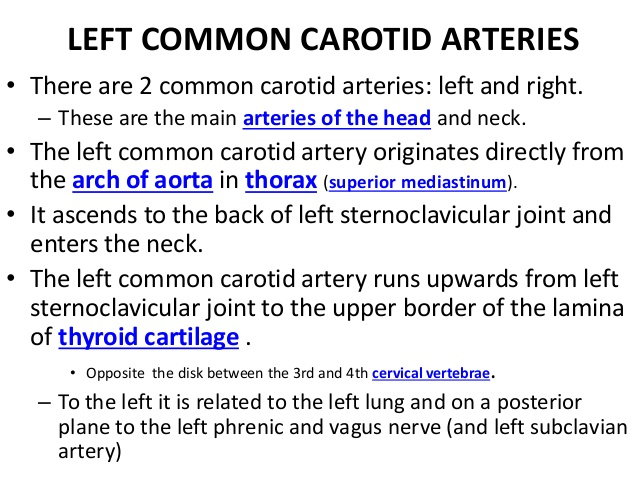 LEFT COMMON CAROTID ARTERIES
• There are 2 common carotid arteries: left and right.
– These are the main arteries of the head and neck.
• The left common carotid artery originates directly from
the arch of aorta in thorax (superior mediastinum).
• It ascends to the back of left sternoclavicular joint and
enters the neck.
• The left common carotid artery runs upwards from left
sternoclavicular joint to the upper border of the lamina
of thyroid cartilage .
• Opposite the disk between the 3rd and 4th cervical vertebrae.
– To the left it is related to the left lung and on a posterior
plane to the left phrenic and vagus nerve (and left subclavian
artery)